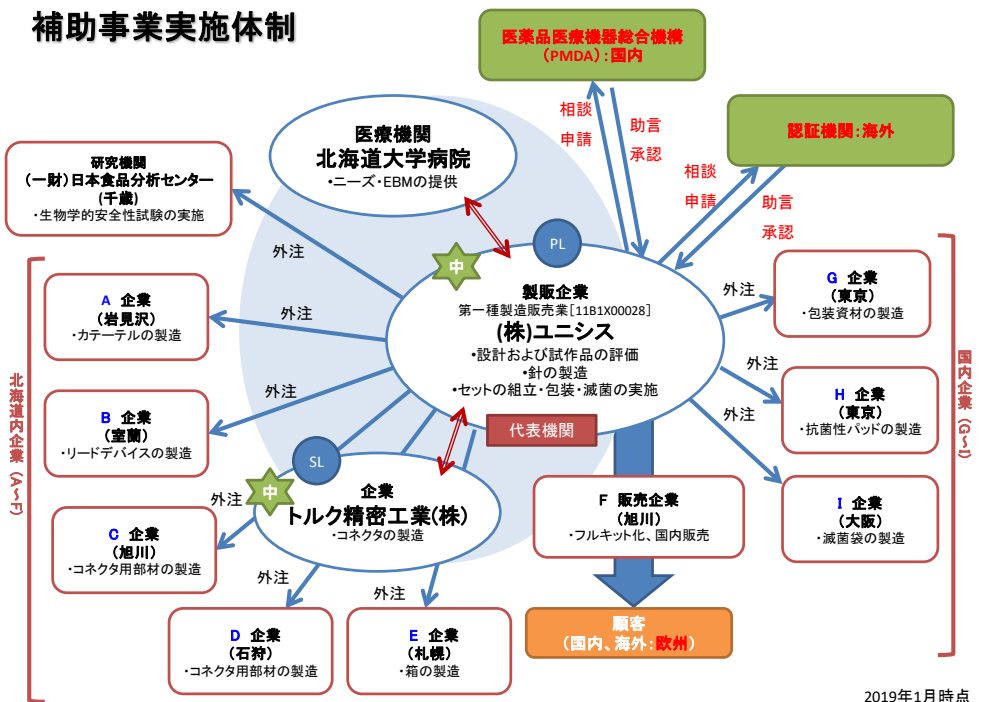 補助事業実施体制
医薬品医療機器総合機構
(PMDA):国内
認証機関:海外
相談
申請
助言
承認
相談
申請
助言
承認
医療機関
北海道大学病院
・ニーズ・EBMの提供
研究機関
(一財)日本食品分析センター
(千歳)
・生物学的安全性試験の実施
外注
PL
中
製販企業
第一種製造販売業[11B1X00028]
(株)ユニシス
・設計および試作品の評価
・針の製造
・セットの組立・包装・滅菌の実施
代表機関
北海道内企業(A~F)
A 企業
(岩見沢)
・カテーテルの製造
外注
B 企業
(室蘭)
・リードデバイスの製造
外注
C 企業
(旭川)
・コネクタ用部材の製造
外注
SL
中
企業
トルク精密工業(株)
・コネクタの製造
D 企業
(石狩)
・コネクタ用部材の製造
外注
E 企業
(札幌)
・箱の製造
外注
F 販売企業
(旭川)
・フルキット化、国内販売
顧客
(国内、海外:欧州)
国内企業(G~I)
G 企業
(東京)
・包装資材の製造
外注
H 企業
(東京)
・抗菌性パッドの製造
外注
I 企業
(大阪)
・滅菌袋の製造
外注
2019年1月時点